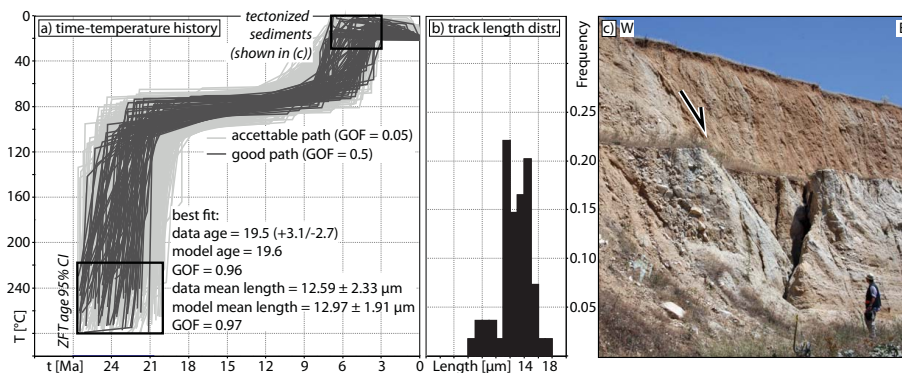 a) time-temperature history
tectonized
sediments
(shown in (c))
0
40
80
120
160
200
240
T [°C]
ZFT age 95% CI
accettable path (GOF = 0.05)
good path (GOF = 0.5)
best fit:
data age = 19.5 (+3.1/-2.7)
model age = 19.6
GOF = 0.96
data mean length = 12.59 ± 2.33 µm
model mean length = 12.97 ± 1.91 µm
GOF = 0.97
t [Ma]
24
21
18
15
12
9
6
3
0
b) track length distr.
Frequency
0.25
0.20
0.15
0.10
0.05
Length [µm]
14
18
c) W
E